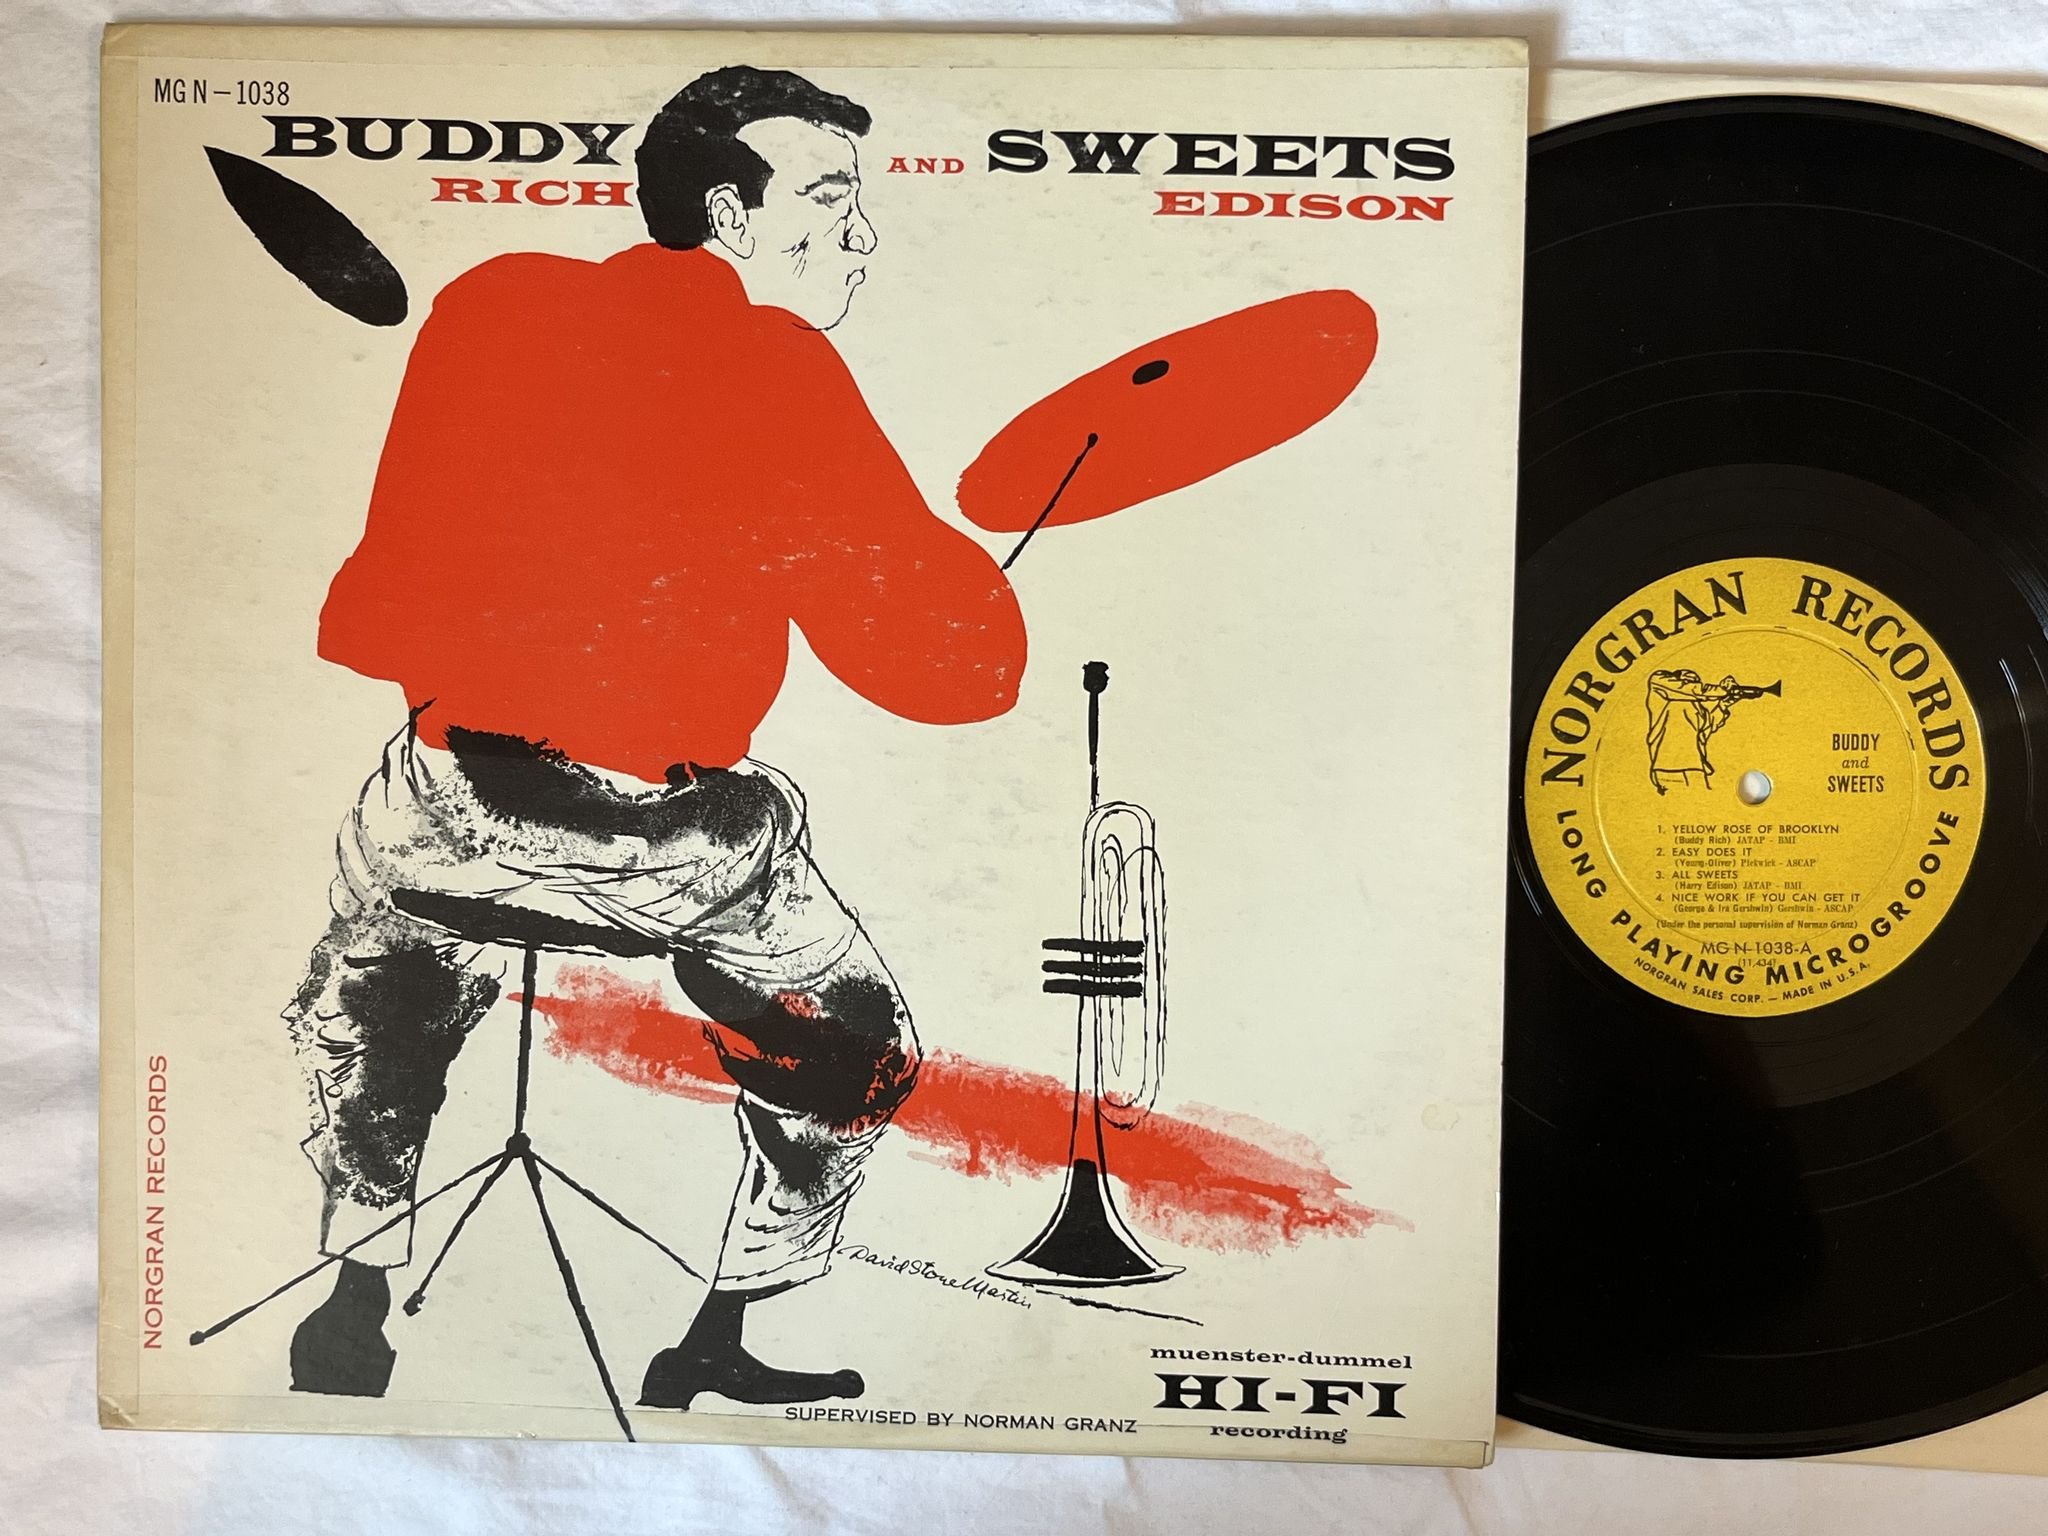 MG N-1038
BUDDY
RICH
AND
SWEETS
EDISON
NORGRAN RECORDS
David Stone Martin
muenster-dummel
HI-FI
recording
SUPERVISED BY NORMAN GRANZ
NORGRAN RECORDS
BUDDY
and
SWEETS
1. YELLOW ROSE OF BROOKLYN
(Buddy Rich) JATAP - BMI
2. EASY DOES IT
(Young-Oliver) Pickwick - ASCAP
3. ALL SWEETS
(Harry Edison) JATAP - BMI
4. NICE WORK IF YOU CAN GET IT
(George & Ira Gershwin) Gershwin - ASCAP
(Under the personal supervision of Norman Granz)
MG N-1038-A
(11,434)
LONG PLAYING MICROGROOVE
NORGRAN SALES CORP. — MADE IN U.S.A.